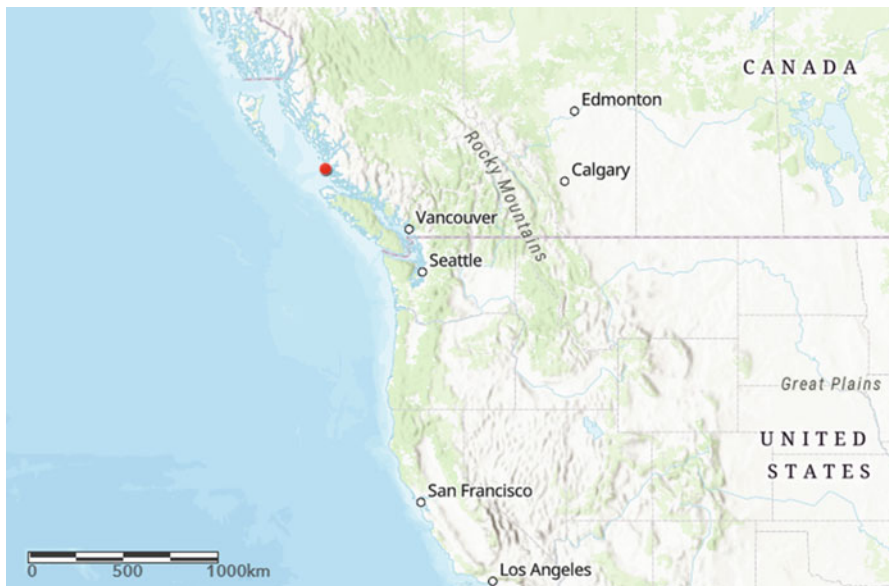 CANADA
Edmonton
Rocky Mountains
Calgary
Vancouver
Seattle
Great Plains
UNITED
STATES
San Francisco
0 500 1000km
Los Angeles